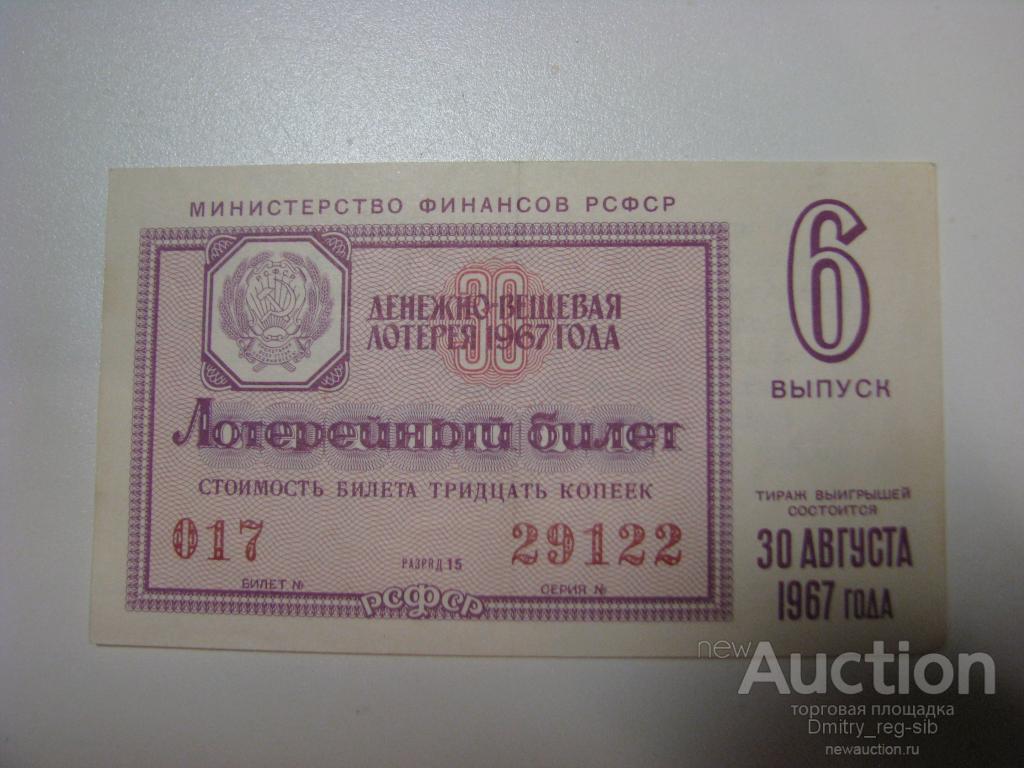 МИНИСТЕРСТВО ФИНАНСОВ РСФСР
РСФСР
30
ДЕНЕЖНО-ВЕЩЕВАЯ
ЛОТЕРЕЯ 1967 ГОДА
Лотерейный билет
СТОИМОСТЬ БИЛЕТА ТРИДЦАТЬ КОПЕЕК
017
29122
РАЗРЯД 15
БИЛЕТ №
СЕРИЯ №
РСФСР
6
ВЫПУСК
ТИРАЖ ВЫИГРЫШЕЙ
СОСТОИТСЯ
30 АВГУСТА
1967 ГОДА
newAuction
торговая площадка
Dmitry_reg-sib
newauction.ru